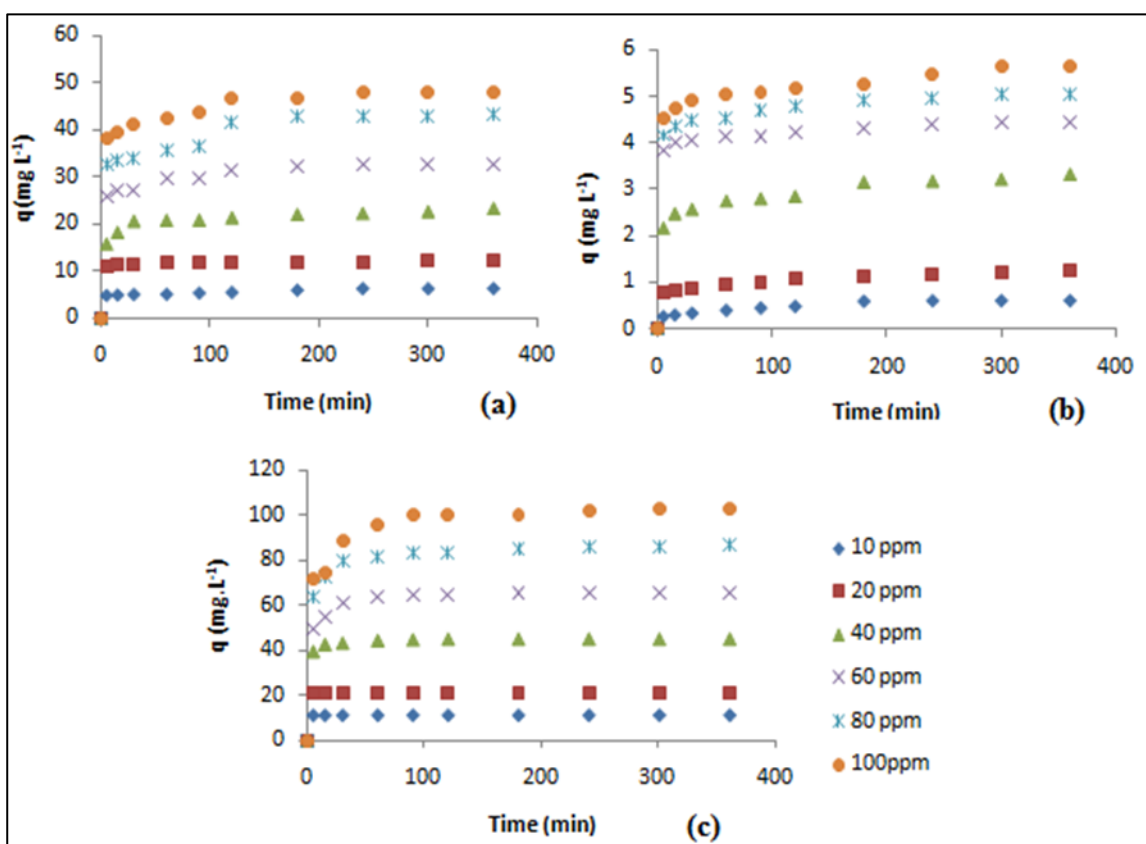 60
50
40
30
20
10
0
q(mg L-1)
0 100 200 300 400
Time (min)
(a)
6
5
4
3
2
1
0
q (mg L-1)
0 100 200 300 400
Time (min)
(b)
120
100
80
60
40
20
0
q (mg.L-1)
0 100 200 300 400
Time (min)
(c)
10 ppm
20 ppm
40 ppm
60 ppm
80 ppm
100ppm